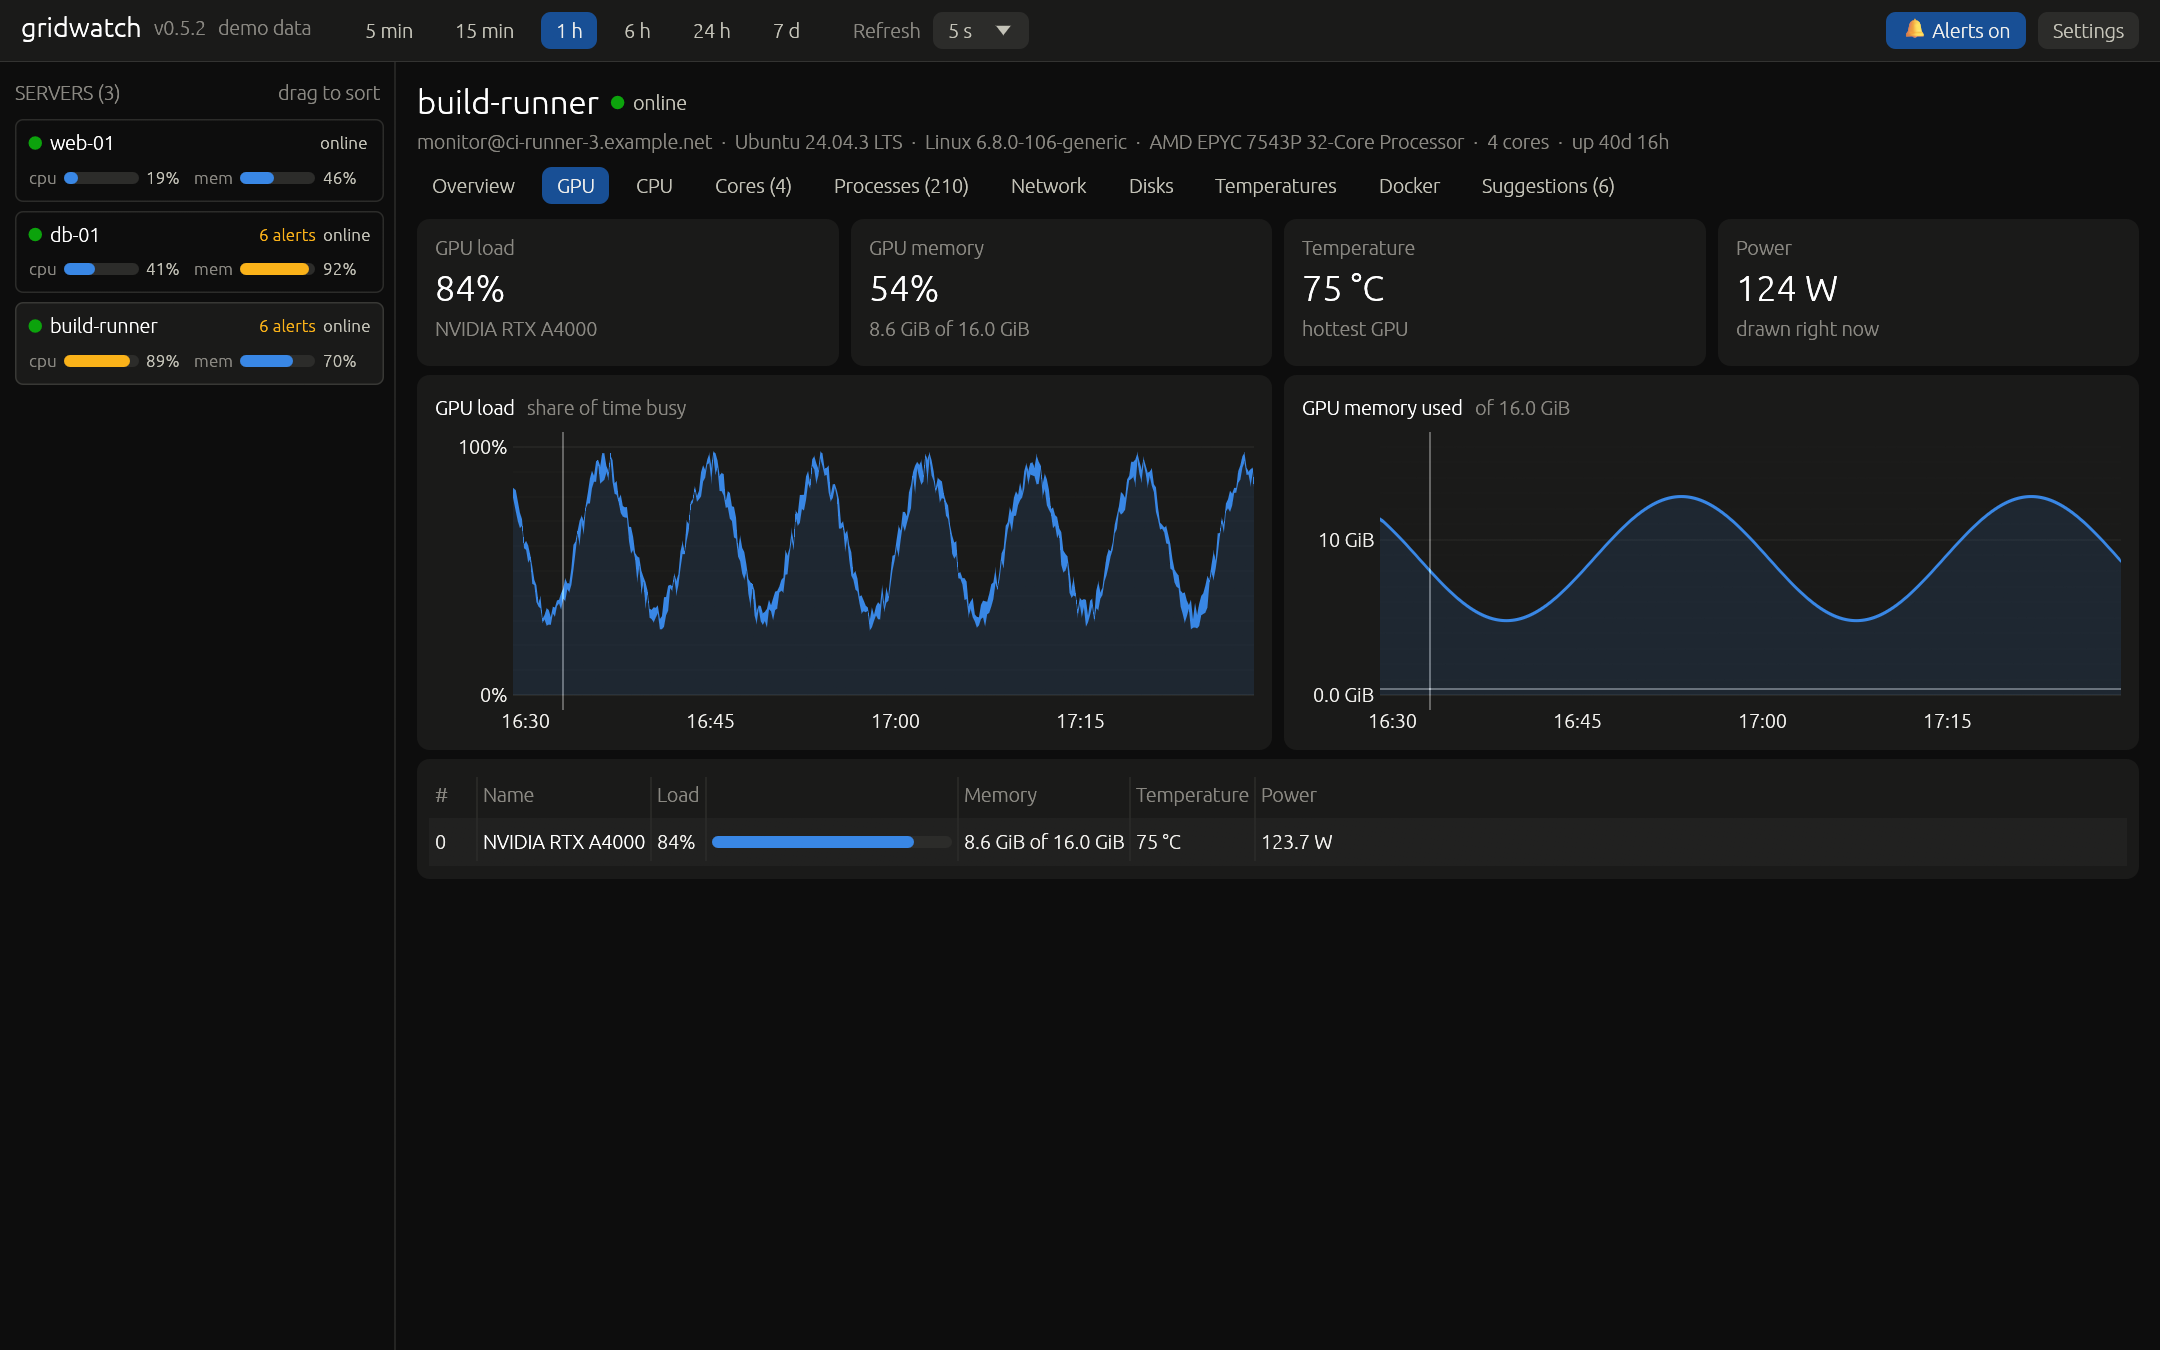 gridwatch v0.5.2 demo data 5 min 15 min 1 h 6 h 24 h 7 d Refresh 5 s Alerts on Settings
SERVERS (3) drag to sort
web-01 online
cpu 19% mem 46%
db-01 6 alerts online
cpu 41% mem 92%
build-runner 6 alerts online
cpu 89% mem 70%
build-runner online
monitor@ci-runner-3.example.net · Ubuntu 24.04.3 LTS · Linux 6.8.0-106-generic · AMD EPYC 7543P 32-Core Processor · 4 cores · up 40d 16h
Overview GPU CPU Cores (4) Processes (210) Network Disks Temperatures Docker Suggestions (6)
GPU load
84%
NVIDIA RTX A4000
GPU memory
54%
8.6 GiB of 16.0 GiB
Temperature
75 °C
hottest GPU
Power
124 W
drawn right now
GPU load share of time busy
100%
0%
16:30 16:45 17:00 17:15
GPU memory used of 16.0 GiB
10 GiB
0.0 GiB
16:30 16:45 17:00 17:15
# Name Load Memory Temperature Power
0 NVIDIA RTX A4000 84% 8.6 GiB of 16.0 GiB 75 °C 123.7 W